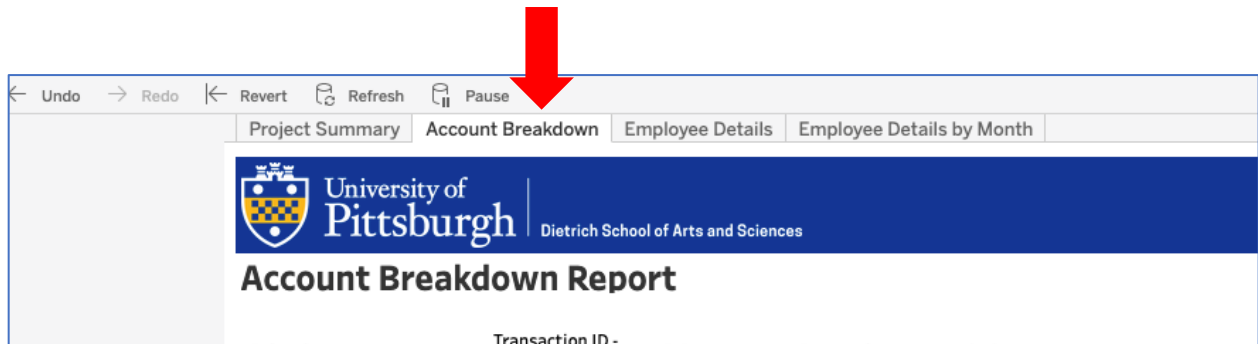 Undo Redo Revert Refresh Pause
Project Summary Account Breakdown Employee Details Employee Details by Month
University of
Pittsburgh Dietrich School of Arts and Sciences
Account Breakdown Report
Transaction ID -